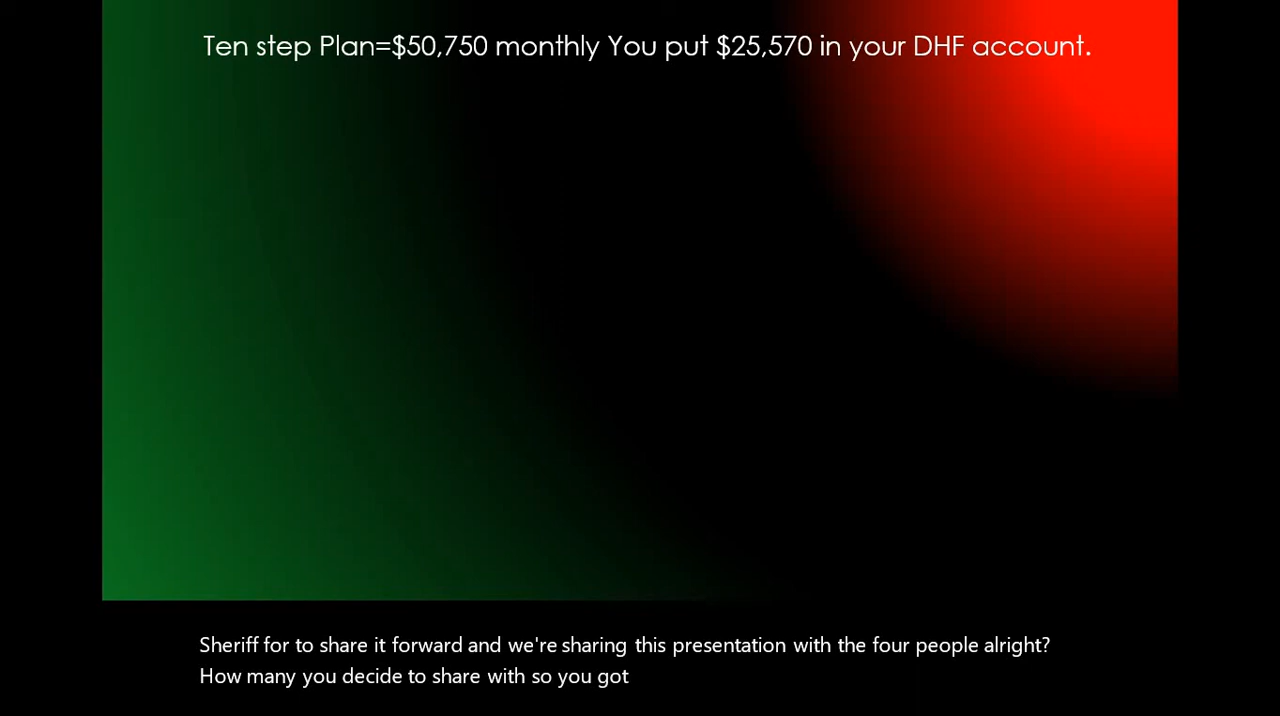 Ten step Plan=$50,750 monthly You put $25,570 in your DHF account.
Sheriff for to share it forward and we're sharing this presentation with the four people alright?
How many you decide to share with so you got